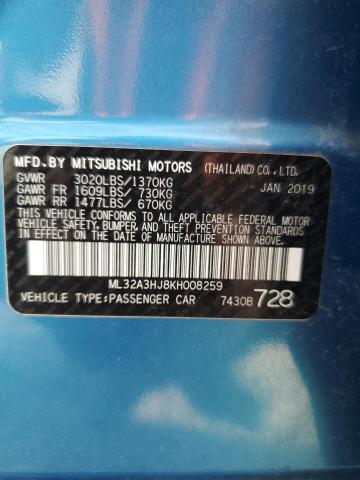 MFD.BY MITSUBISHI MOTORS (THAILAND) CO.,LTD.
GVWR 3020LBS/1370KG JAN 2019
GAWR FR 1609LBS/ 730KG
GAWR RR 1477LBS/ 670KG
THIS VEHICLE CONFORMS TO ALL APPLICABLE FEDERAL MOTOR
VEHICLE SAFETY, BUMPER, AND THEFT PREVENTION STANDARDS
IN EFFECT ON THE DATE OF MANUFACTURE SHOWN ABOVE.
ML32A3HJ8KH008259
VEHICLE TYPE:PASSENGER CAR 7430B 728